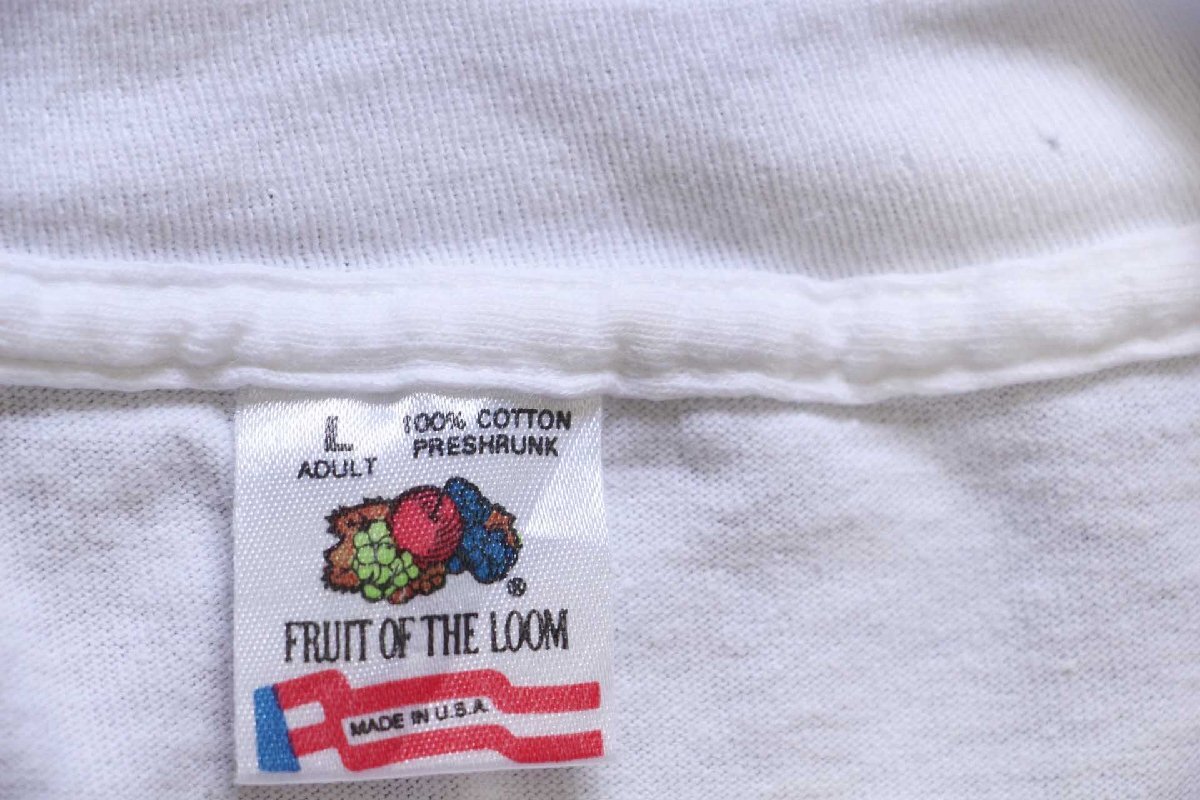 L
ADULT
100% COTTON
PRESHRUNK
®
FRUIT OF THE LOOM
MADE IN U.S.A.